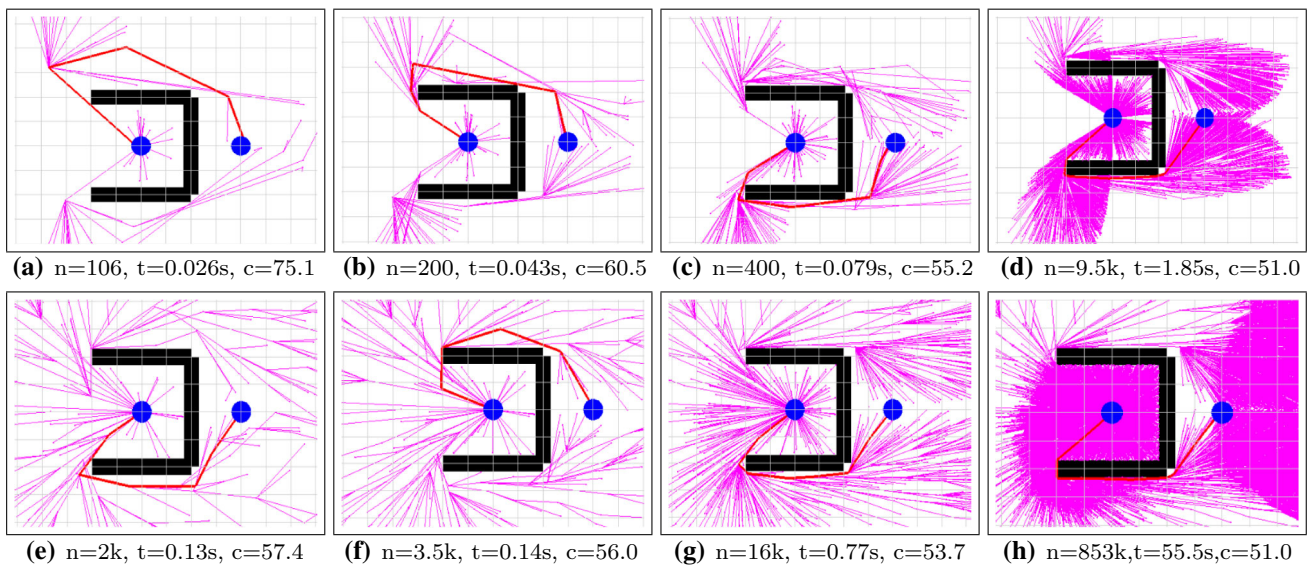 (a) n=106, t=0.026s, c=75.1
(b) n=200, t=0.043s, c=60.5
(c) n=400, t=0.079s, c=55.2
(d) n=9.5k, t=1.85s, c=51.0
(e) n=2k, t=0.13s, c=57.4
(f) n=3.5k, t=0.14s, c=56.0
(g) n=16k, t=0.77s, c=53.7
(h) n=853k,t=55.5s,c=51.0